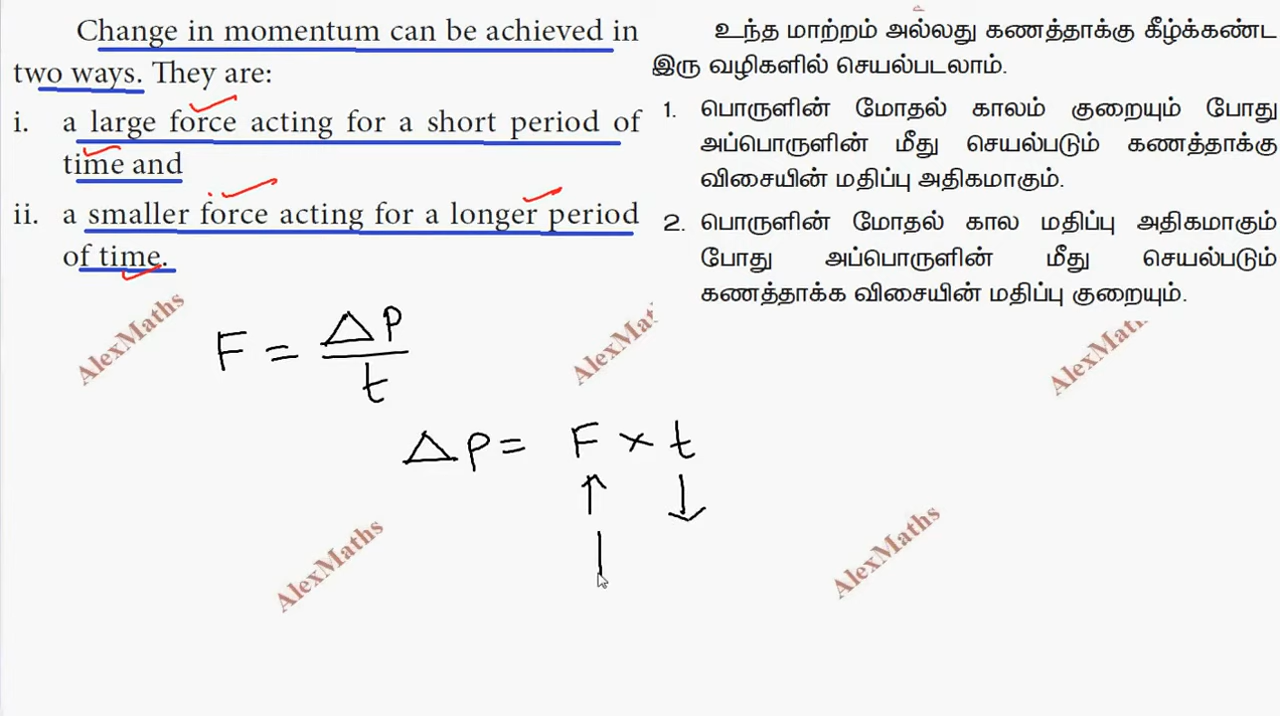 Change in momentum can be achieved in
two ways. They are:
i. a large force acting for a short period of
time and
ii. a smaller force acting for a longer period
of time.
உந்த மாற்றம் அல்லது கணத்தாக்கு கீழ்க்கண்ட
இரு வழிகளில் செயல்படலாம்.
1. பொருளின் மோதல் காலம் குறையும் போது
அப்பொருளின் மீது செயல்படும் கணத்தாக்கு
விசையின் மதிப்பு அதிகமாகும்.
2. பொருளின் மோதல் கால மதிப்பு அதிகமாகும்
போது அப்பொருளின் மீது செயல்படும்
கணத்தாக்க விசையின் மதிப்பு குறையும்.
AlexMaths
AlexMaths
AlexMaths
F = Δp / t
Δp = F × t
↑ ↓
AlexMaths
AlexMaths